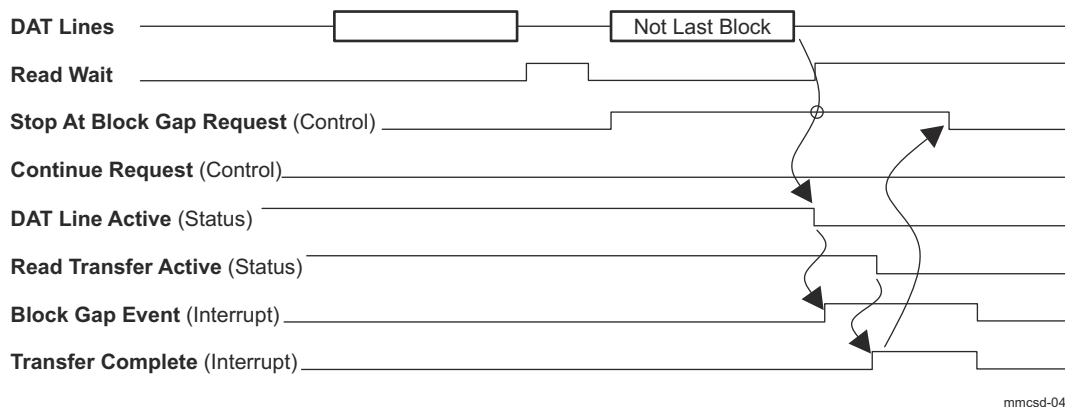 DAT Lines
Not Last Block
Read Wait
Stop At Block Gap Request (Control)
Continue Request (Control)
DAT Line Active (Status)
Read Transfer Active (Status)
Block Gap Event (Interrupt)
Transfer Complete (Interrupt)
mmcsd-04